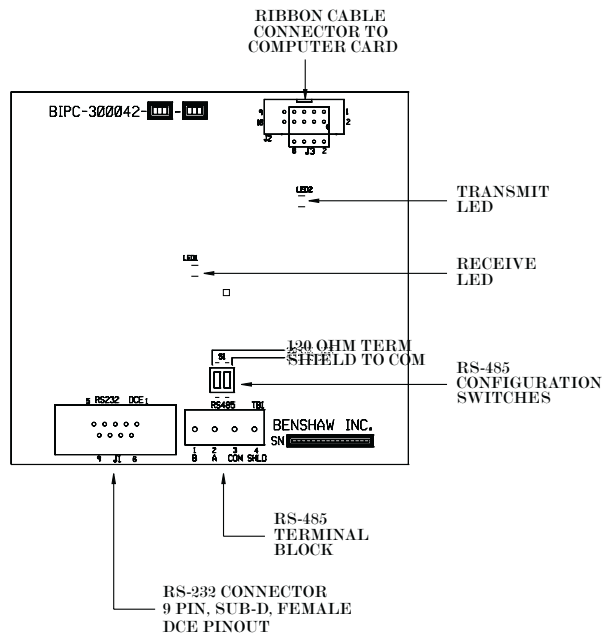 RIBBON CABLE
CONNECTOR TO
COMPUTER CARD
BIPC-300042-
9 1
10 2
J2
8 J3 2
LED2
TRANSMIT
LED
LED1
RECEIVE
LED
120 OHM TERM
S1
SHIELD TO COM
RS-485
CONFIGURATION
SWITCHES
5 RS232 DCE 1
RS485 TB1
BENSHAW INC.
SN
1 2 3 4
B A COM SHLD
9 J1 6
RS-485
TERMINAL
BLOCK
RS-232 CONNECTOR
9 PIN, SUB-D, FEMALE
DCE PINOUT